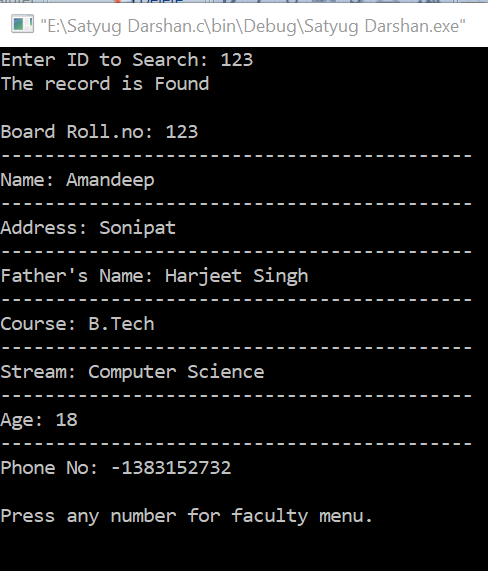 "E:\Satyug Darshan.c\bin\Debug\Satyug Darshan.exe"
Enter ID to Search: 123
The record is Found
Board Roll.no: 123
-------------------------------------------
Name: Amandeep
-------------------------------------------
Address: Sonipat
-------------------------------------------
Father's Name: Harjeet Singh
-------------------------------------------
Course: B.Tech
-------------------------------------------
Stream: Computer Science
-------------------------------------------
Age: 18
-------------------------------------------
Phone No: -1383152732
Press any number for faculty menu.